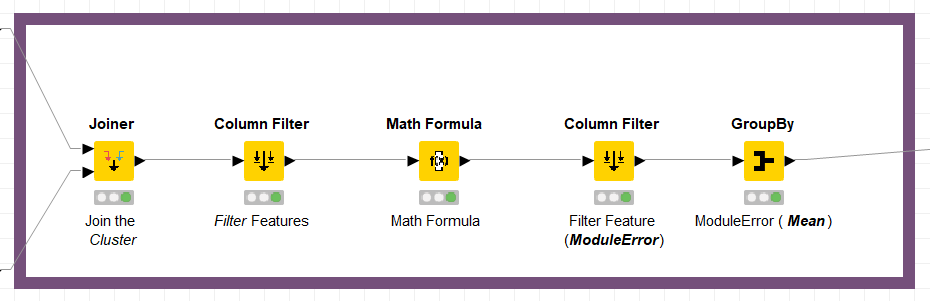 Joiner
Column Filter
Math Formula
Column Filter
GroupBy
f(x)
Join the
Cluster
Filter Features
Math Formula
Filter Feature
(ModuleError)
ModuleError ( Mean )